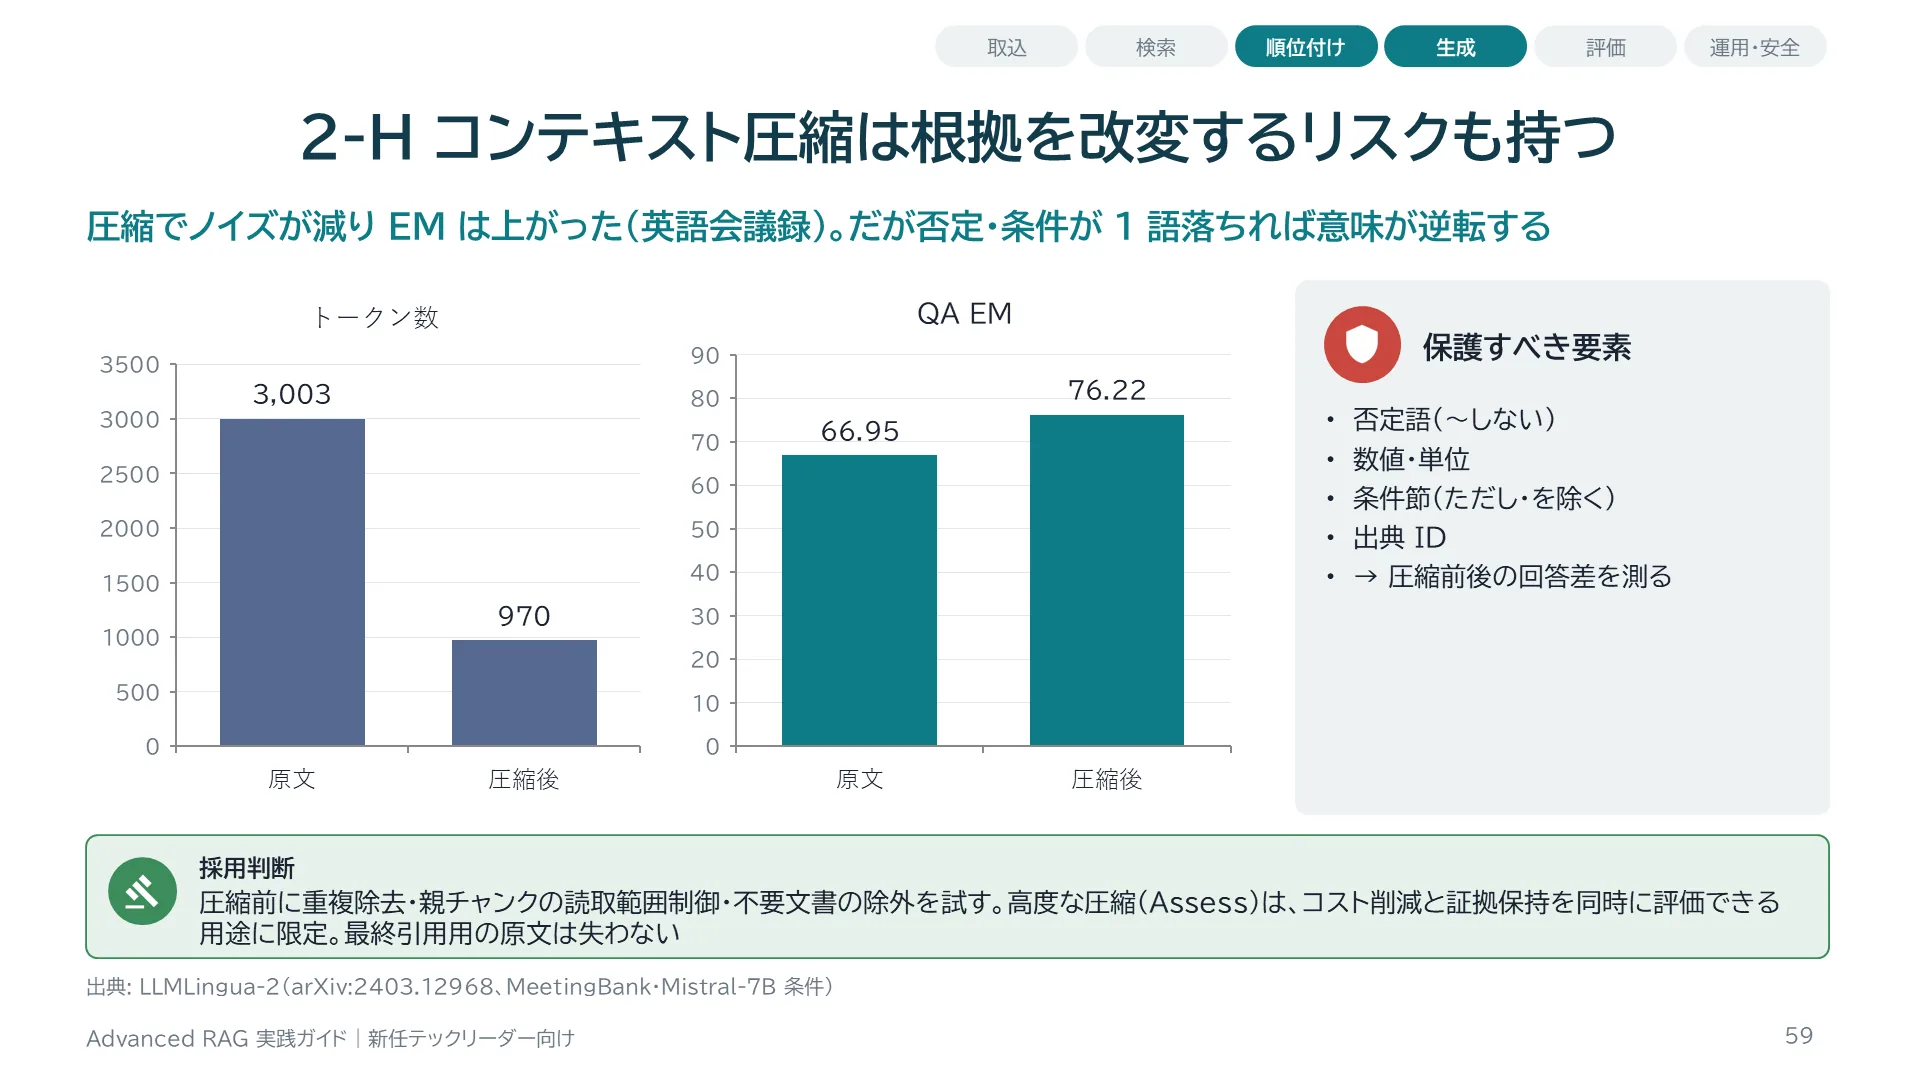 取込
検索
順位付け
生成
評価
運用・安全
2-H コンテキスト圧縮は根拠を改変するリスクも持つ
圧縮でノイズが減り EM は上がった（英語会議録）。だが否定・条件が 1 語落ちれば意味が逆転する
トークン数
3500
3000
2500
2000
1500
1000
500
0
3,003
970
原文
圧縮後
QA EM
90
80
70
60
50
40
30
20
10
0
66.95
76.22
原文
圧縮後
保護すべき要素
• 否定語（～しない）
• 数値・単位
• 条件節（ただし・を除く）
• 出典 ID
• → 圧縮前後の回答差を測る
採用判断
圧縮前に重複除去・親チャンクの読取範囲制御・不要文書の除外を試す。高度な圧縮（Assess）は、コスト削減と証拠保持を同時に評価できる
用途に限定。最終引用用の原文は失わない
出典: LLMLingua-2（arXiv:2403.12968、MeetingBank・Mistral-7B 条件）
Advanced RAG 実践ガイド｜新任テックリーダー向け
59